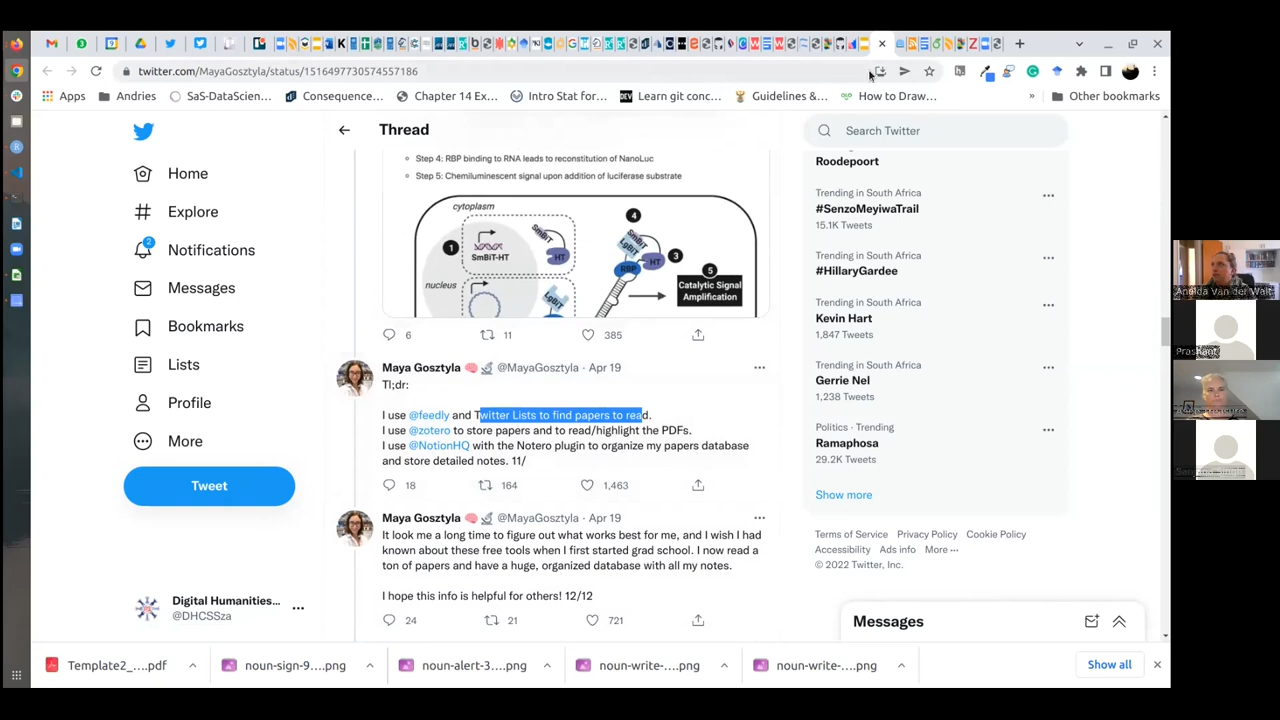 twitter.com/MayaGosztyla/status/1516497730574557186
Apps
Andries
SaS-DataScien...
Consequence...
Chapter 14 Ex...
Intro Stat for...
Learn git conc...
Guidelines &...
How to Draw...
»
Other bookmarks
Home
Explore
2
Notifications
Messages
Bookmarks
Lists
Profile
More
Tweet
Digital Humanities...
@DHCSSza
Thread
Step 4: RBP binding to RNA leads to reconstitution of NanoLuc
Step 5: Chemiluminescent signal upon addition of luciferase substrate
cytoplasm
1
SmBiT-HT
SmBiT
HT
nucleus
LgBiT
4
SmBiT
LgBiT
HT
3
RBP
5
Catalytic Signal
Amplification
6
11
385
Maya Gosztyla @MayaGosztyla · Apr 19
Tl;dr:
I use @feedly and Twitter Lists to find papers to read.
I use @zotero to store papers and to read/highlight the PDFs.
I use @NotionHQ with the Notero plugin to organize my papers database
and store detailed notes. 11/
18
164
1,463
Maya Gosztyla @MayaGosztyla · Apr 19
It look me a long time to figure out what works best for me, and I wish I had
known about these free tools when I first started grad school. I now read a
ton of papers and have a huge, organized database with all my notes.
I hope this info is helpful for others! 12/12
24
21
721
Search Twitter
Roodepoort
Trending in South Africa
#SenzoMeyiwaTrail
15.1K Tweets
Trending in South Africa
#HillaryGardee
Trending in South Africa
Kevin Hart
1,847 Tweets
Trending in South Africa
Gerrie Nel
1,238 Tweets
Politics · Trending
Ramaphosa
29.2K Tweets
Show more
Terms of Service Privacy Policy Cookie Policy
Accessibility Ads info More ···
© 2022 Twitter, Inc.
Messages
Template2_....pdf
noun-sign-9....png
noun-alert-3....png
noun-write-....png
noun-write-....png
Show all
Anelda Van der Walt
Prashant